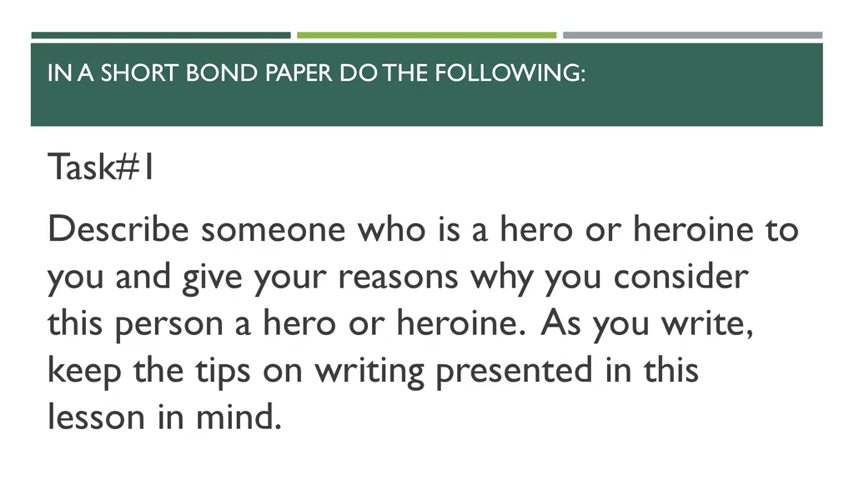 IN A SHORT BOND PAPER DO THE FOLLOWING:
Task#1
Describe someone who is a hero or heroine to
you and give your reasons why you consider
this person a hero or heroine.  As you write,
keep the tips on writing presented in this
lesson in mind.